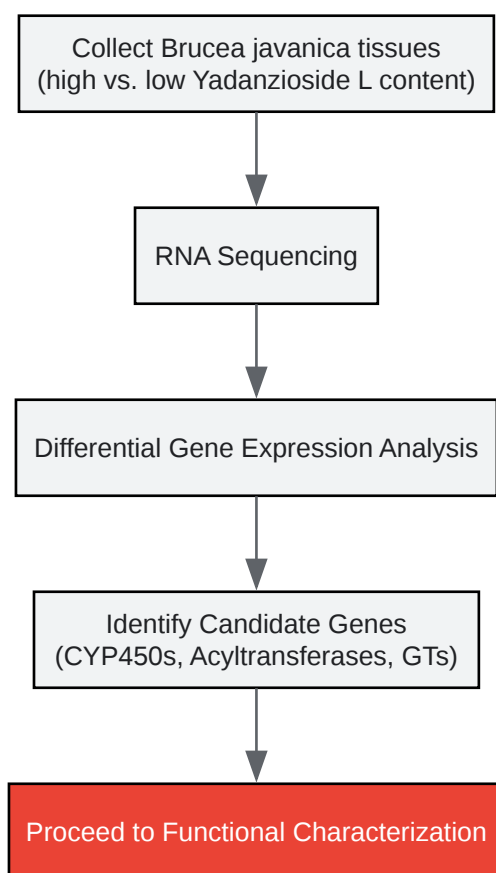 Collect Brucea javanica tissues
(high vs. low Yadanzioside L content)
RNA Sequencing
Differential Gene Expression Analysis
Identify Candidate Genes
(CYP450s, Acyltransferases, GTs)
Proceed to Functional Characterization